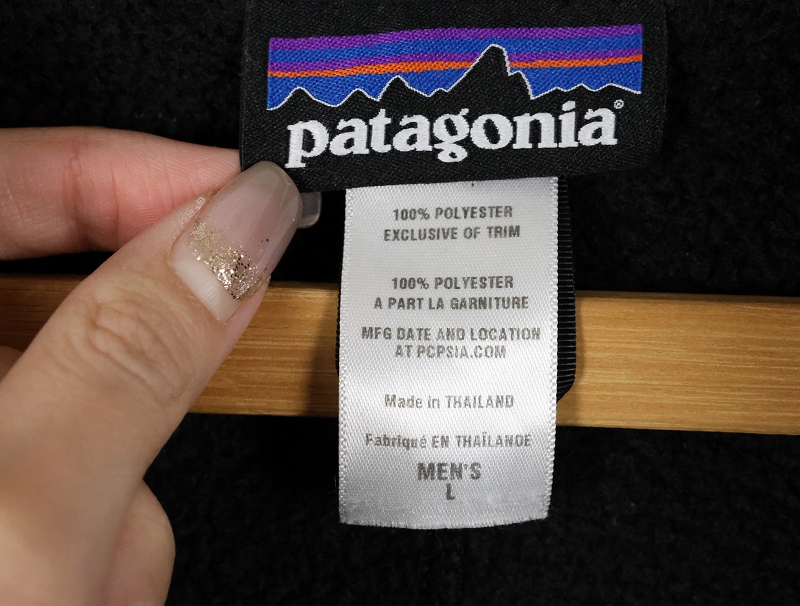 patagonia®
100% POLYESTER
EXCLUSIVE OF TRIM
100% POLYESTER
A PART LA GARNITURE
MFG DATE AND LOCATION
AT PCPSIA.COM
Made in THAILAND
Fabriqué EN THAÏLANDE
MEN'S
L